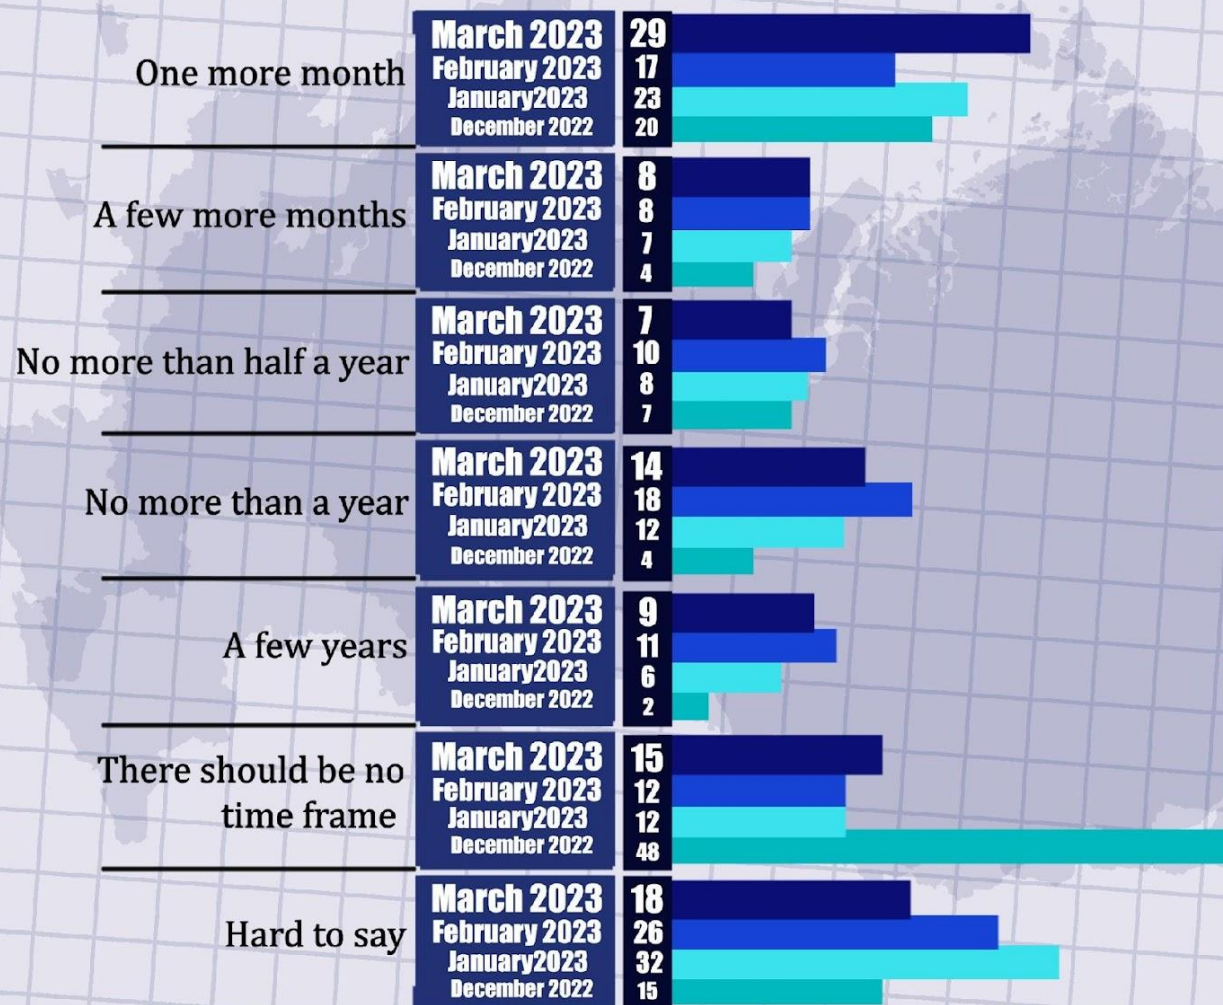 One more month
March 2023 29
February 2023 17
January2023 23
December 2022 20
A few more months
March 2023 8
February 2023 8
January2023 7
December 2022 4
No more than half a year
March 2023 7
February 2023 10
January2023 8
December 2022 7
No more than a year
March 2023 14
February 2023 18
January2023 12
December 2022 4
A few years
March 2023 9
February 2023 11
January2023 6
December 2022 2
There should be no
time frame
March 2023 15
February 2023 12
January2023 12
December 2022 48
Hard to say
March 2023 18
February 2023 26
January2023 32
December 2022 15